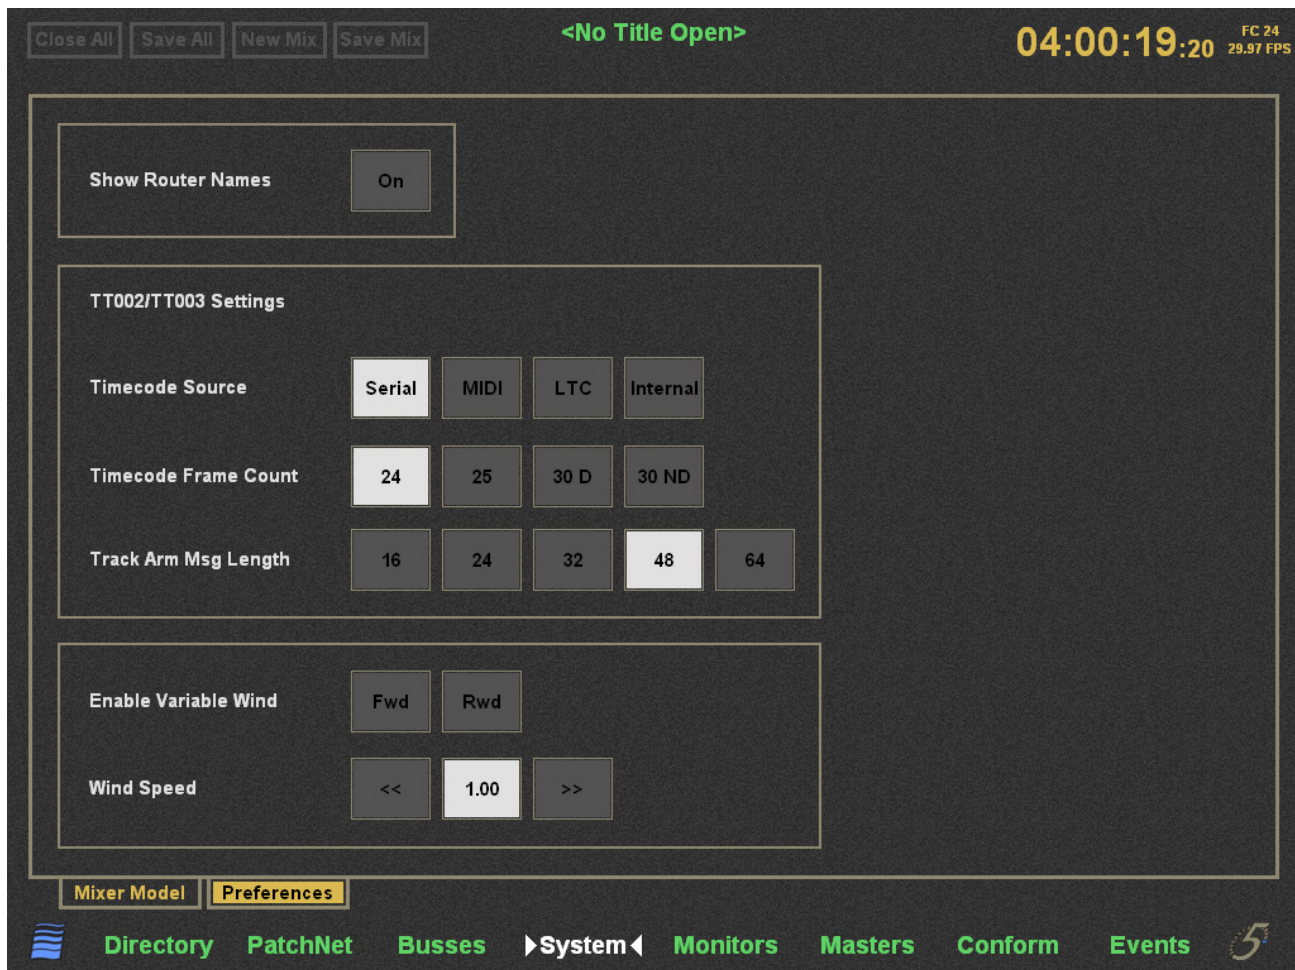 Close All Save All New Mix Save Mix <No Title Open> 04:00:19:20 FC 24
29.97 FPS
Show Router Names On
TT002/TT003 Settings
Timecode Source Serial MIDI LTC Internal
Timecode Frame Count 24 25 30 D 30 ND
Track Arm Msg Length 16 24 32 48 64
Enable Variable Wind Fwd Rwd
Wind Speed << 1.00 >>
Mixer Model Preferences
Directory PatchNet Busses System Monitors Masters Conform Events 5